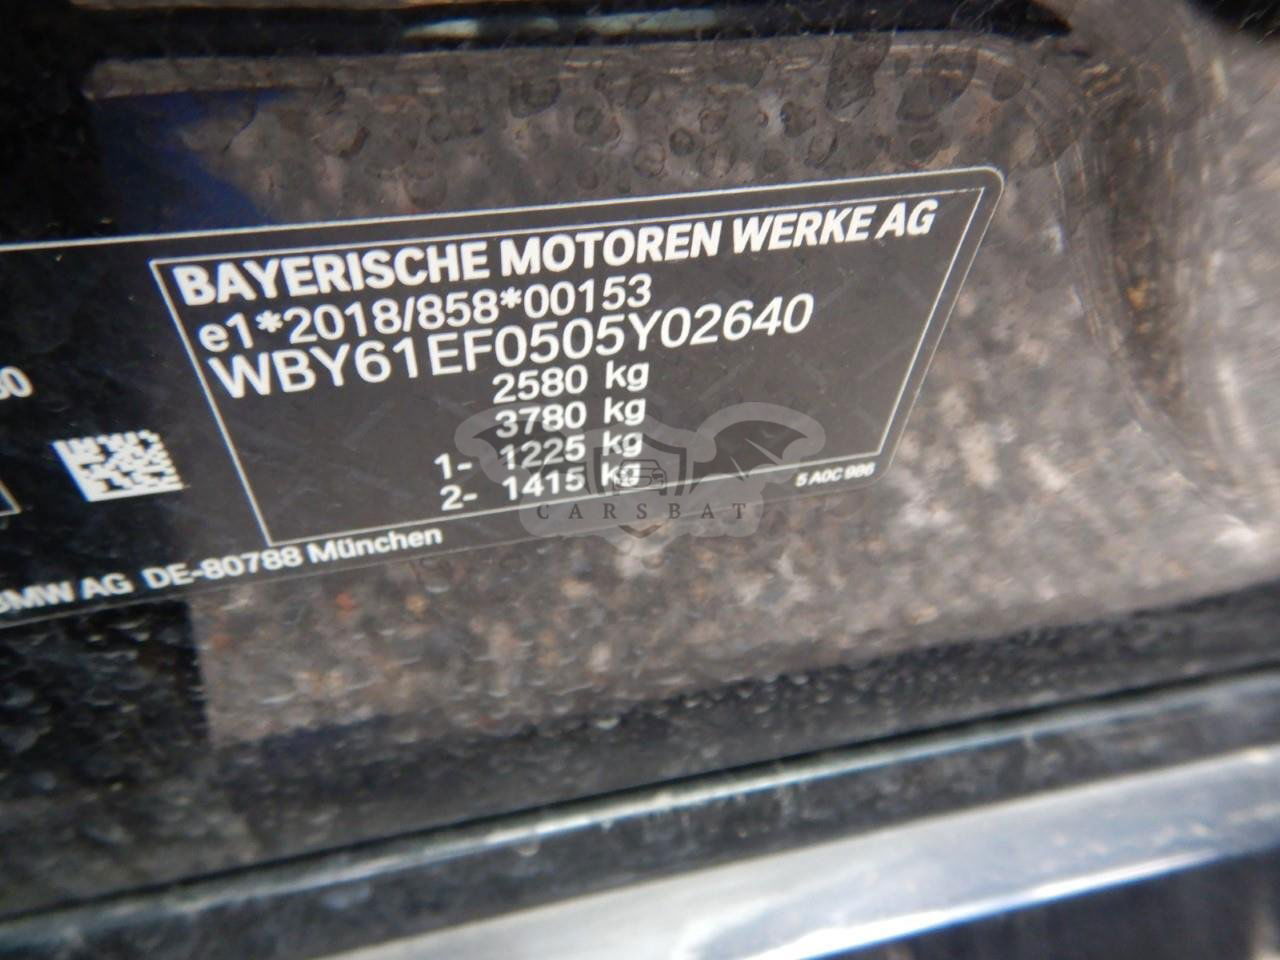 BAYERISCHE MOTOREN WERKE AG
e1*2018/858*00153
WBY61EF0505Y02640
2580 kg
3780 kg
1- 1225 kg
2- 1415 kg
5 A0C 986
BMW AG DE-80788 München
CARSBAT